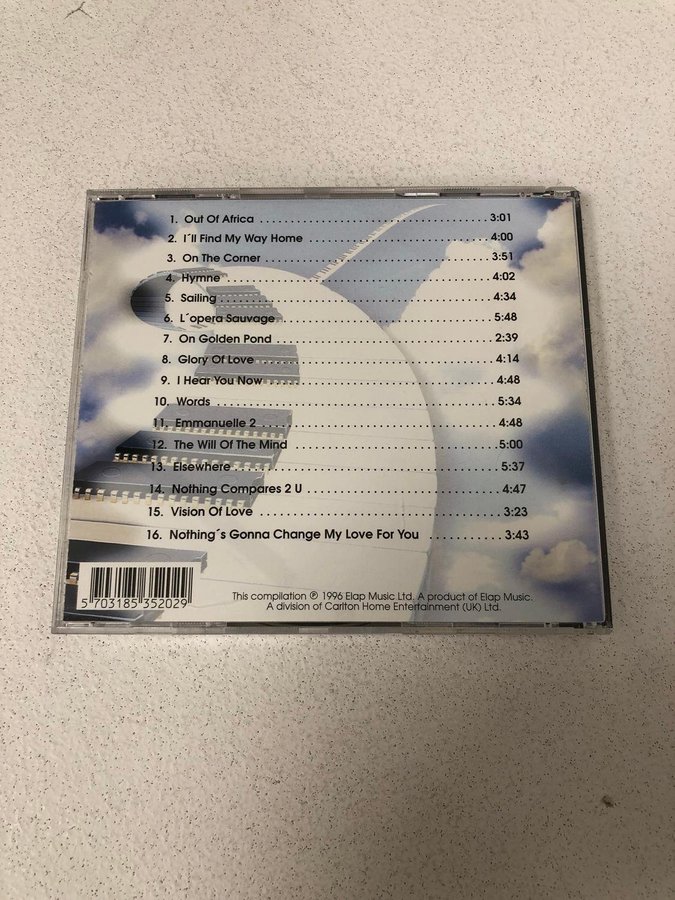 1. Out Of Africa ........................................ 3:01
2. I´ll Find My Way Home ........................................ 4:00
3. On The Corner ........................................ 3:51
4. Hymne ........................................ 4:02
5. Sailing ........................................ 4:34
6. L´opera Sauvage ........................................ 5:48
7. On Golden Pond ........................................ 2:39
8. Glory Of Love ........................................ 4:14
9. I Hear You Now ........................................ 4:48
10. Words ........................................ 5:34
11. Emmanuelle 2 ........................................ 4:48
12. The Will Of The Mind ........................................ 5:00
13. Elsewhere ........................................ 5:37
14. Nothing Compares 2 U ........................................ 4:47
15. Vision Of Love ........................................ 3:23
16. Nothing´s Gonna Change My Love For You ............ 3:43
This compilation ℗ 1996 Elap Music Ltd. A product of Elap Music.
A division of Carlton Home Entertainment (UK) Ltd.
5 703185 352029